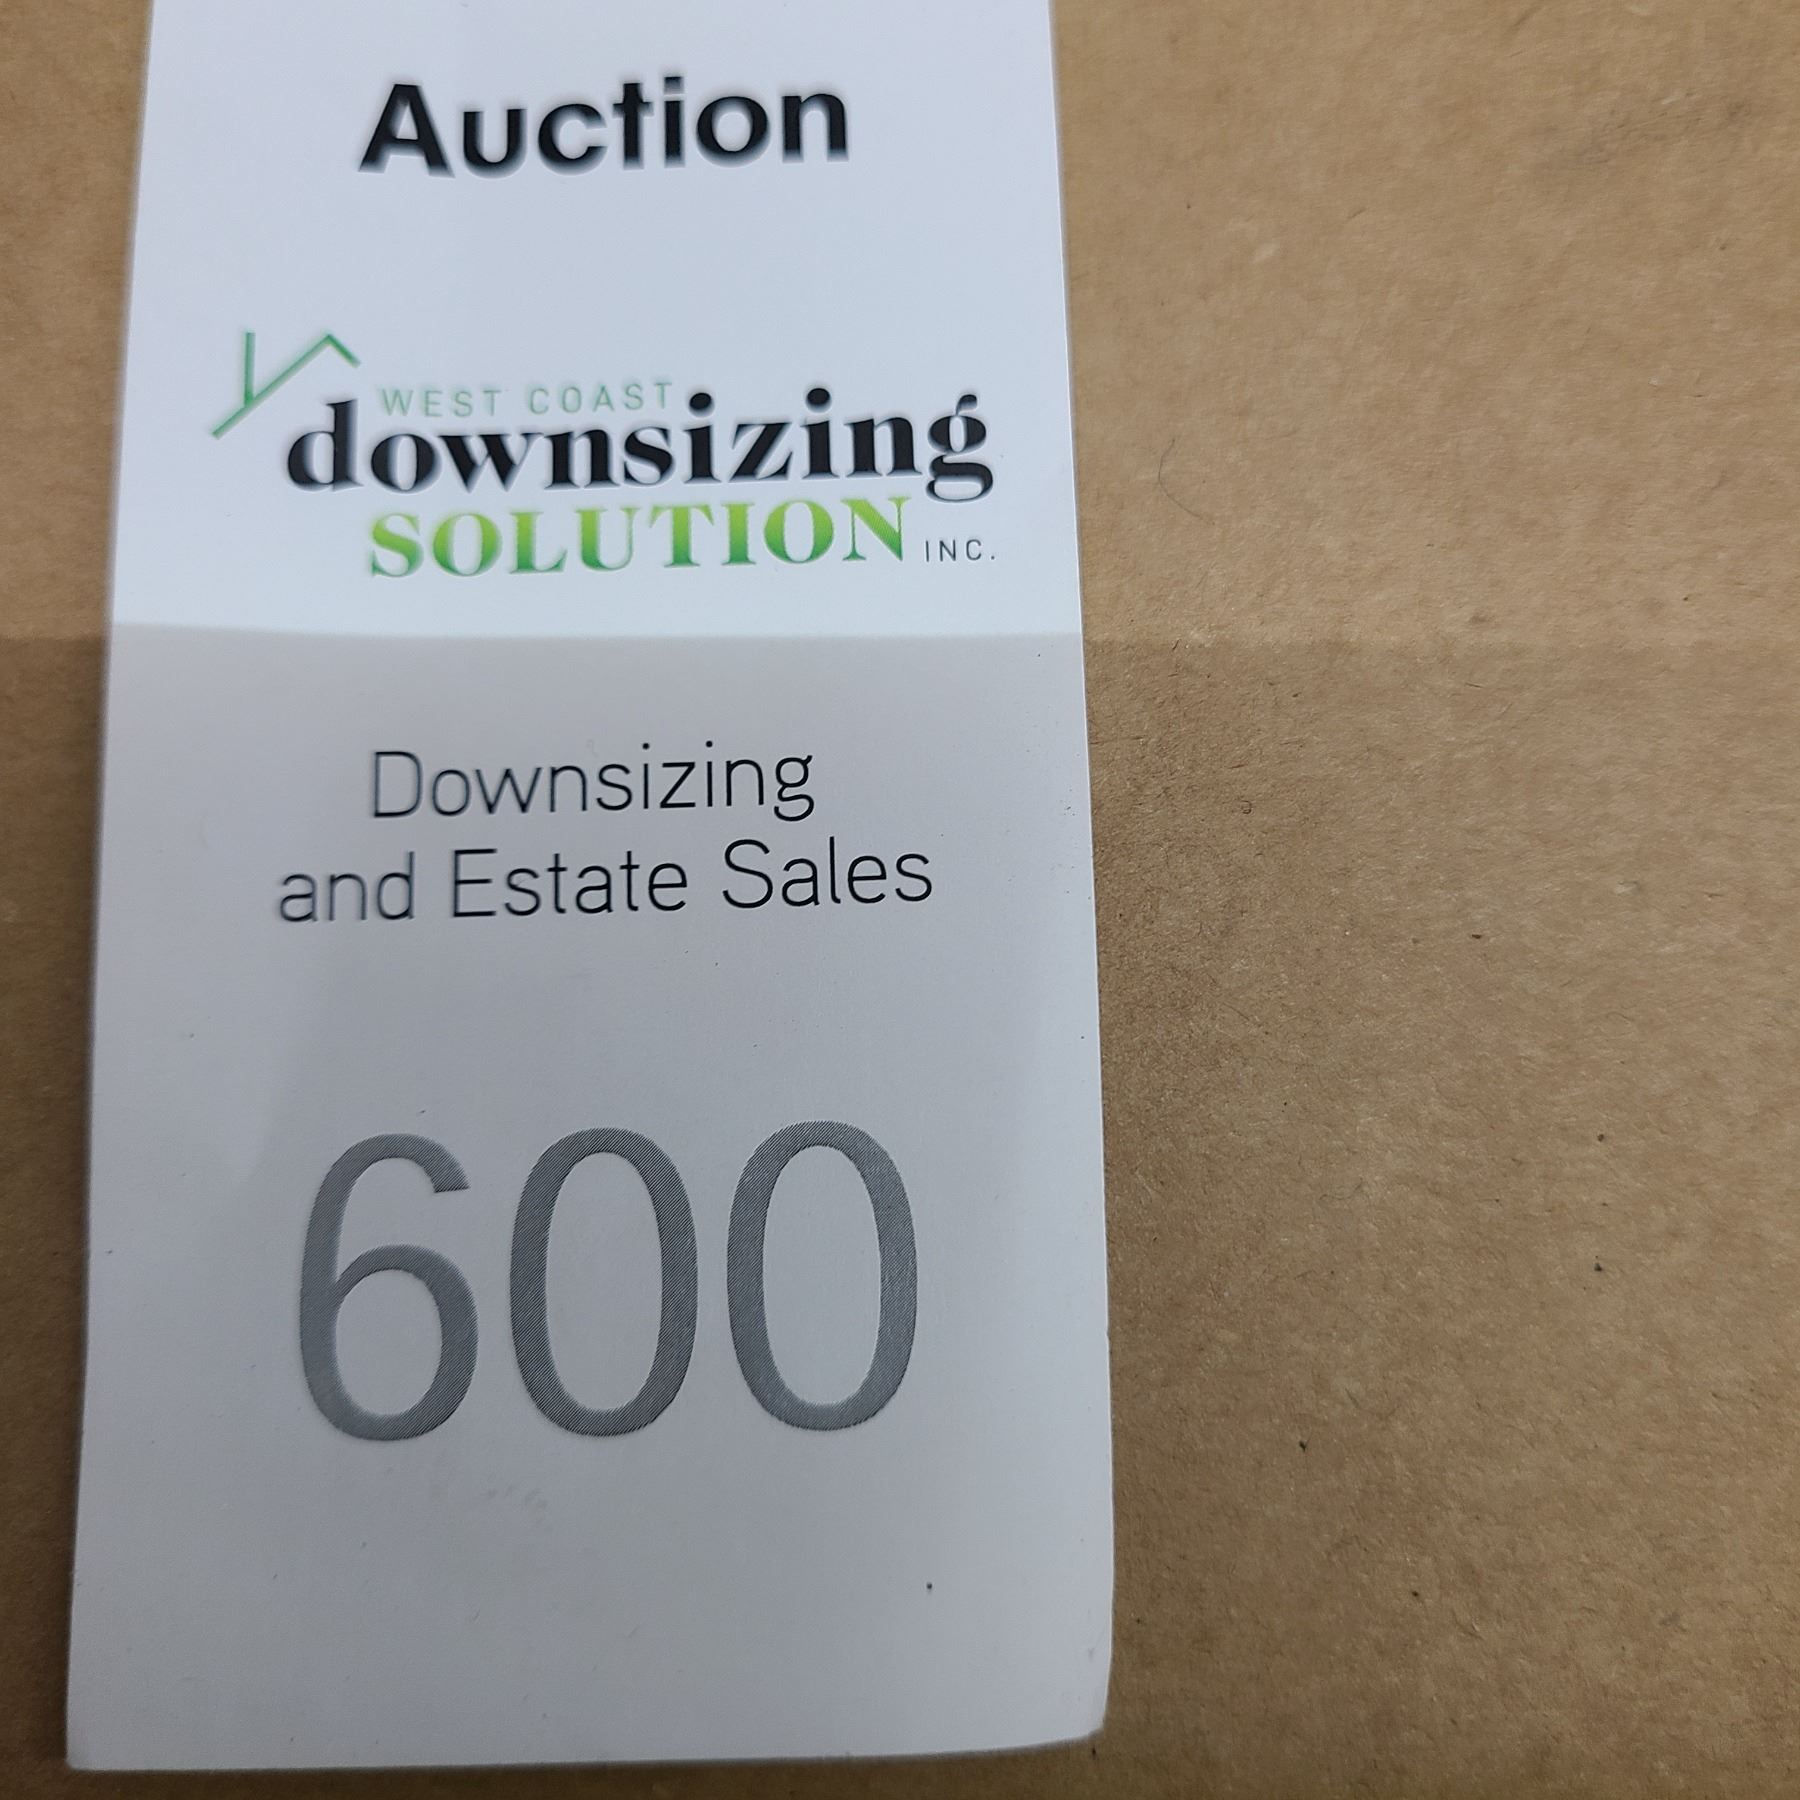 Auction
WEST COAST
downsizing
SOLUTION INC.
Downsizing
and Estate Sales
600